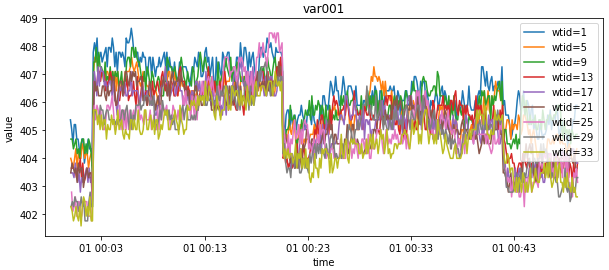 var001
409
408
407
406
405
404
403
402
value
01 00:03
01 00:13
01 00:23
01 00:33
01 00:43
time
wtid=1
wtid=5
wtid=9
wtid=13
wtid=17
wtid=21
wtid=25
wtid=29
wtid=33